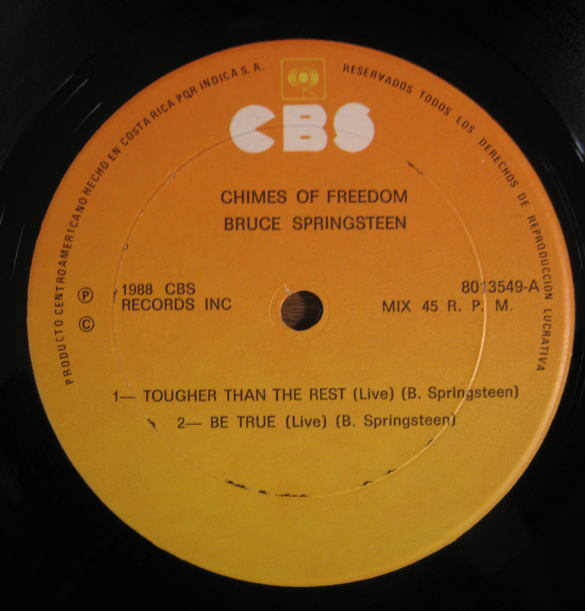 PRODUCTO CENTROAMERICANO HECHO EN COSTA RICA POR INDICA S. A.
RESERVADOS TODOS LOS DERECHOS DE REPRODUCCION LUCRATIVA
CBS
CHIMES OF FREEDOM
BRUCE SPRINGSTEEN
Ⓟ 1988 CBS
© RECORDS INC
8013549-A
MIX 45 R. P. M.
1— TOUGHER THAN THE REST (Live) (B. Springsteen)
2— BE TRUE (Live) (B. Springsteen)